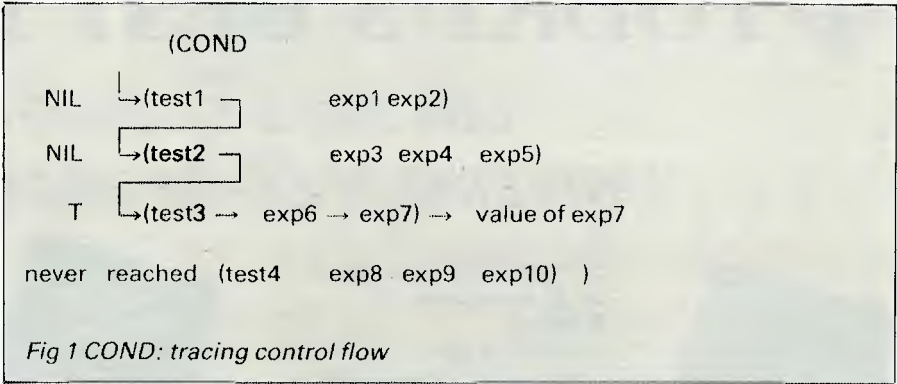 (COND
NIL (test1 exp1 exp2)
NIL (test2 exp3 exp4 exp5)
T (test3 → exp6 → exp7) → value of exp7
never reached (test4 exp8 exp9 exp10) )
Fig 1 COND: tracing control flow